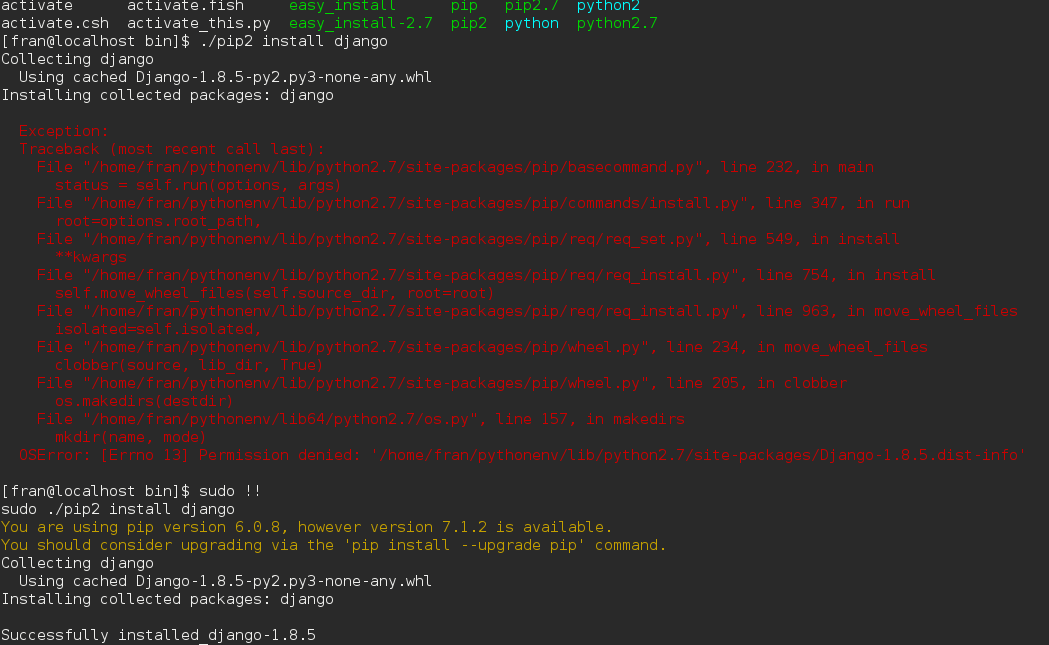 activate      activate.fish     easy_install      pip   pip2.7  python2
activate.csh  activate_this.py  easy_install-2.7  pip2  python  python2.7
[fran@localhost bin]$ ./pip2 install django
Collecting django
  Using cached Django-1.8.5-py2.py3-none-any.whl
Installing collected packages: django
  Exception:
  Traceback (most recent call last):
    File "/home/fran/pythonenv/lib/python2.7/site-packages/pip/basecommand.py", line 232, in main
      status = self.run(options, args)
    File "/home/fran/pythonenv/lib/python2.7/site-packages/pip/commands/install.py", line 347, in run
      root=options.root_path,
    File "/home/fran/pythonenv/lib/python2.7/site-packages/pip/req/req_set.py", line 549, in install
      **kwargs
    File "/home/fran/pythonenv/lib/python2.7/site-packages/pip/req/req_install.py", line 754, in install
      self.move_wheel_files(self.source_dir, root=root)
    File "/home/fran/pythonenv/lib/python2.7/site-packages/pip/req/req_install.py", line 963, in move_wheel_files
      isolated=self.isolated,
    File "/home/fran/pythonenv/lib/python2.7/site-packages/pip/wheel.py", line 234, in move_wheel_files
      clobber(source, lib_dir, True)
    File "/home/fran/pythonenv/lib/python2.7/site-packages/pip/wheel.py", line 205, in clobber
      os.makedirs(destdir)
    File "/home/fran/pythonenv/lib64/python2.7/os.py", line 157, in makedirs
      mkdir(name, mode)
  OSError: [Errno 13] Permission denied: '/home/fran/pythonenv/lib/python2.7/site-packages/Django-1.8.5.dist-info'
[fran@localhost bin]$ sudo !!
sudo ./pip2 install django
You are using pip version 6.0.8, however version 7.1.2 is available.
You should consider upgrading via the 'pip install --upgrade pip' command.
Collecting django
  Using cached Django-1.8.5-py2.py3-none-any.whl
Installing collected packages: django
Successfully installed django-1.8.5